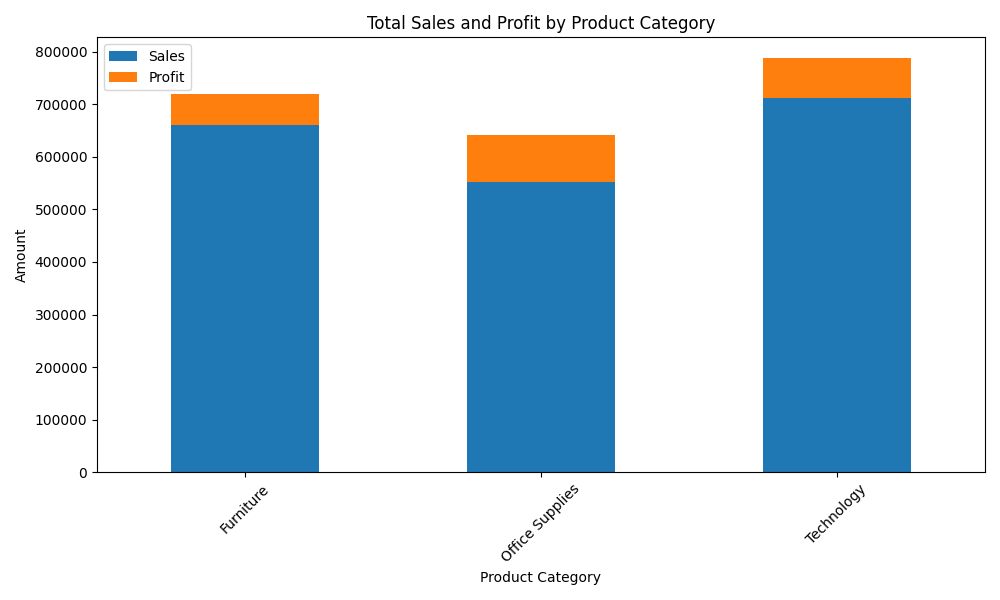 Total Sales and Profit by Product Category
Sales
Profit
800000
700000
600000
500000
400000
300000
200000
100000
0
Amount
Furniture
Office Supplies
Technology
Product Category